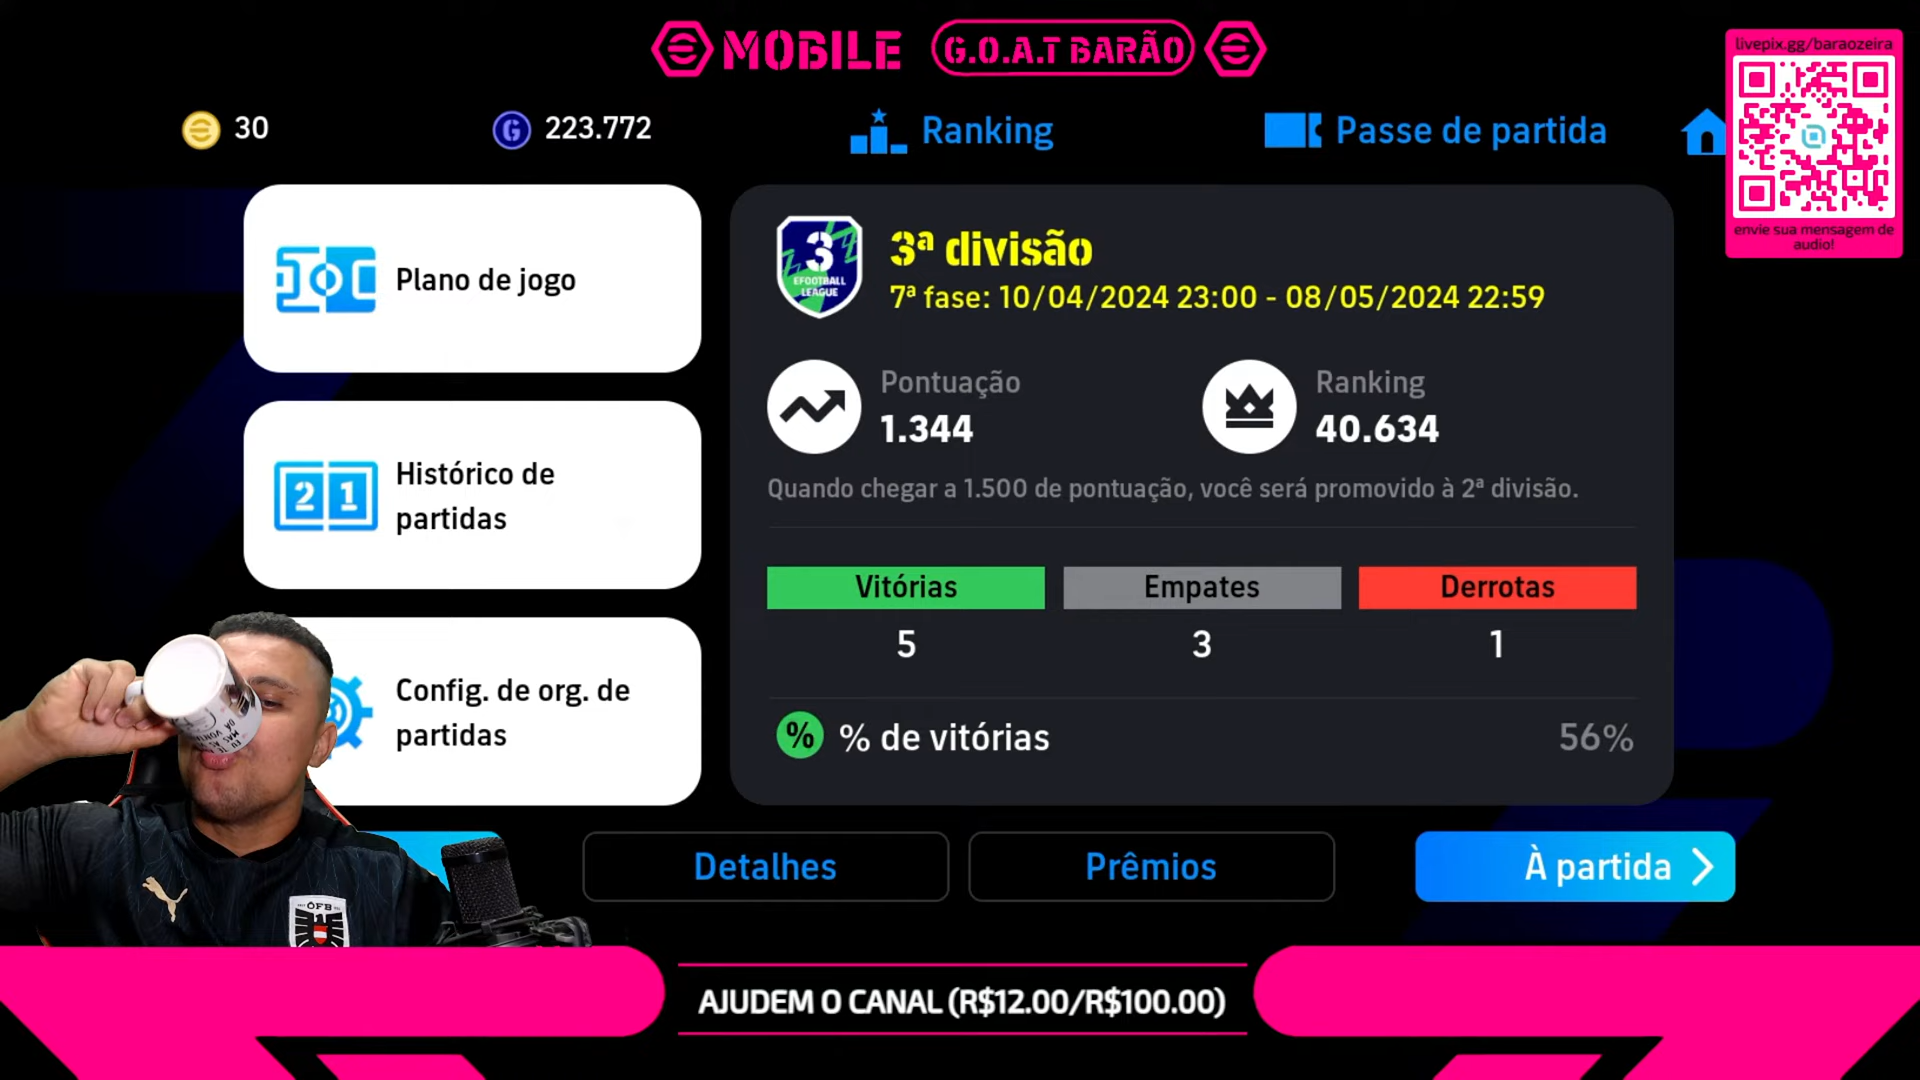 MOBILE G.O.A.T BARÃO
livepix.gg/baraozeira
envie sua mensagem de
audio!
30
G 223.772
Ranking
Passe de partida
Plano de jogo
Histórico de
partidas
2 1
Config. de org. de
partidas
3
EFOOTBALL
LEAGUE
3ª divisão
7ª fase: 10/04/2024 23:00 - 08/05/2024 22:59
Pontuação
1.344
Ranking
40.634
Quando chegar a 1.500 de pontuação, você será promovido à 2ª divisão.
Vitórias
Empates
Derrotas
5
3
1
% % de vitórias
56%
Detalhes
Prêmios
À partida
ÖFB
AJUDEM O CANAL (R$12.00/R$100.00)